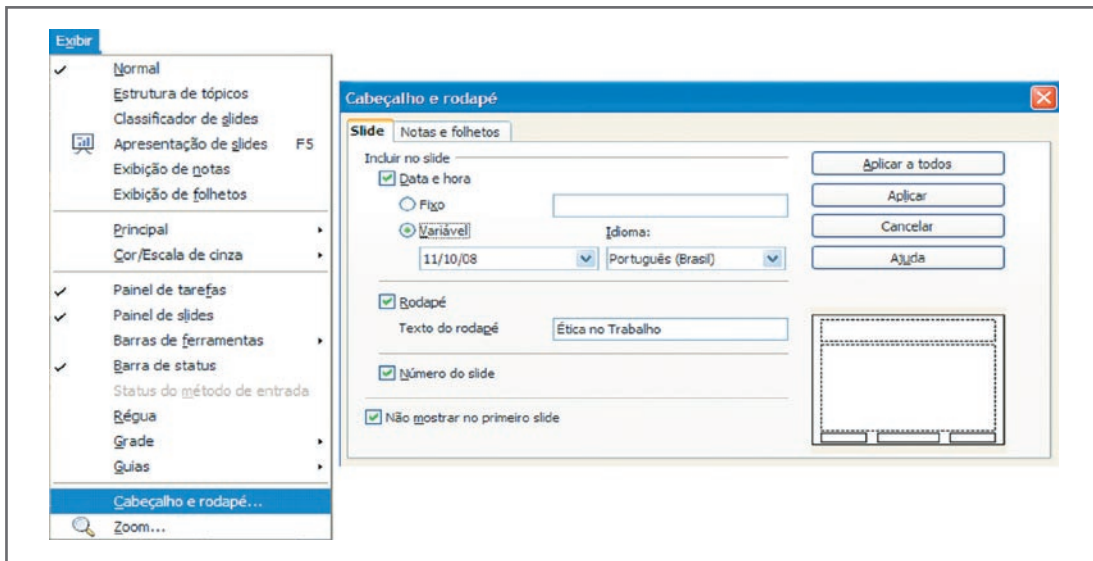 Exibir
Normal
Estrutura de tópicos
Classificador de slides
Apresentação de slides F5
Exibição de notas
Exibição de folhetos
Principal
Cor/Escala de cinza
Painel de tarefas
Painel de slides
Barras de ferramentas
Barra de status
Status do método de entrada
Régua
Grade
Guias
Cabeçalho e rodapé...
Zoom...
Cabeçalho e rodapé
Slide Notas e folhetos
Incluir no slide
Data e hora
Fixo
Variável Idioma:
11/10/08 Português (Brasil)
Rodapé
Texto do rodapé Ética no Trabalho
Número do slide
Não mostrar no primeiro slide
Aplicar a todos
Aplicar
Cancelar
Ajuda